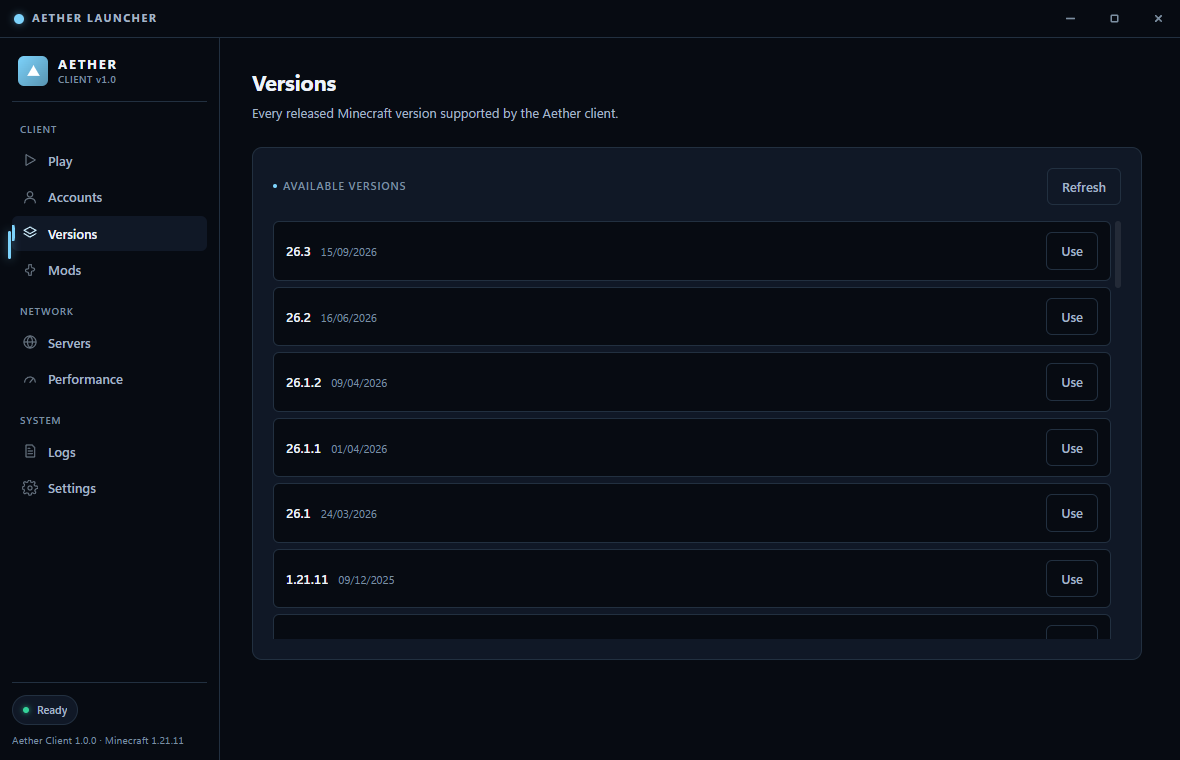 AETHER LAUNCHER
AETHER
CLIENT v1.0
CLIENT
Play
Accounts
Versions
Mods
NETWORK
Servers
Performance
SYSTEM
Logs
Settings
Ready
Aether Client 1.0.0 · Minecraft 1.21.11
Versions
Every released Minecraft version supported by the Aether client.
AVAILABLE VERSIONS
Refresh
26.3 15/09/2026 Use
26.2 16/06/2026 Use
26.1.2 09/04/2026 Use
26.1.1 01/04/2026 Use
26.1 24/03/2026 Use
1.21.11 09/12/2025 Use